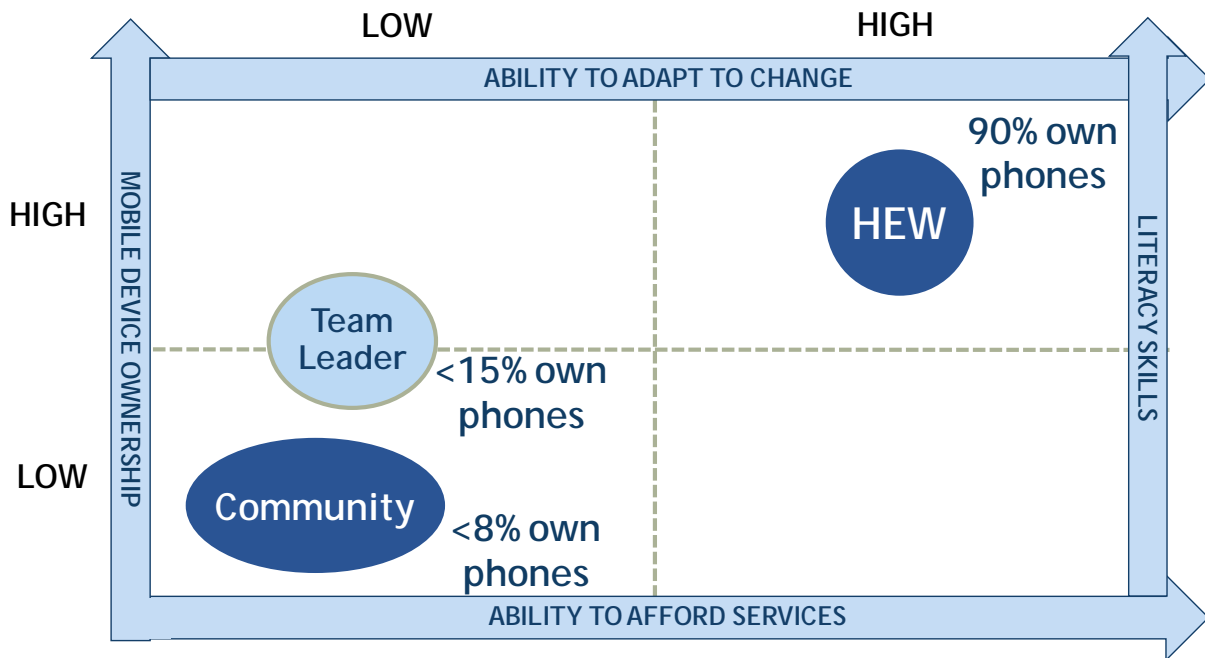 LOW
HIGH
ABILITY TO ADAPT TO CHANGE
90% own
phones
HIGH
MOBILE DEVICE OWNERSHIP
HEW
LITERACY SKILLS
Team
Leader
<15% own
phones
LOW
Community
<8% own
phones
ABILITY TO AFFORD SERVICES